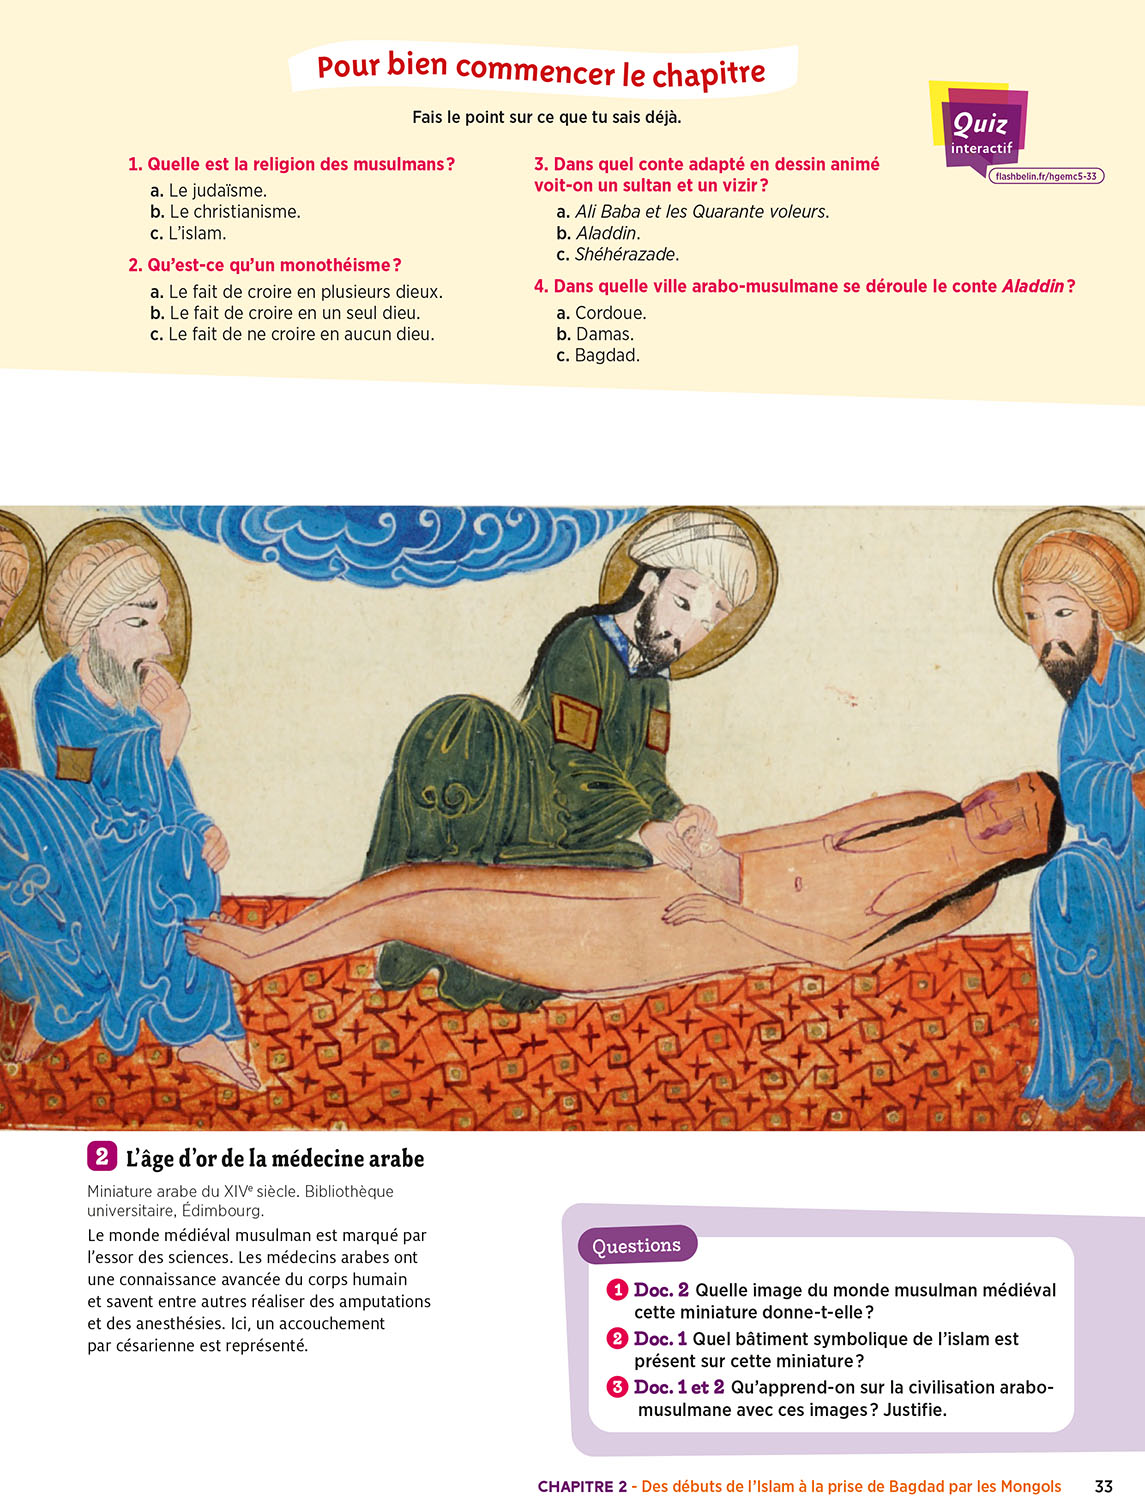 Pour bien commencer le chapitre
Fais le point sur ce que tu sais déjà.
Quiz
interactif
flashbelin.fr/hgemc5-33
1. Quelle est la religion des musulmans ?
a. Le judaïsme.
b. Le christianisme.
c. L'islam.
2. Qu'est-ce qu'un monothéisme ?
a. Le fait de croire en plusieurs dieux.
b. Le fait de croire en un seul dieu.
c. Le fait de ne croire en aucun dieu.
3. Dans quel conte adapté en dessin animé
voit-on un sultan et un vizir ?
a. Ali Baba et les Quarante voleurs.
b. Aladdin.
c. Shéhérazade.
4. Dans quelle ville arabo-musulmane se déroule le conte Aladdin ?
a. Cordoue.
b. Damas.
c. Bagdad.
2 L'âge d'or de la médecine arabe
Miniature arabe du XIVe siècle. Bibliothèque
universitaire, Édimbourg.
Le monde médiéval musulman est marqué par
l'essor des sciences. Les médecins arabes ont
une connaissance avancée du corps humain
et savent entre autres réaliser des amputations
et des anesthésies. Ici, un accouchement
par césarienne est représenté.
Questions
1 Doc. 2 Quelle image du monde musulman médiéval
cette miniature donne-t-elle ?
2 Doc. 1 Quel bâtiment symbolique de l'islam est
présent sur cette miniature ?
3 Doc. 1 et 2 Qu'apprend-on sur la civilisation arabo-
musulmane avec ces images ? Justifie.
CHAPITRE 2 - Des débuts de l'Islam à la prise de Bagdad par les Mongols 33